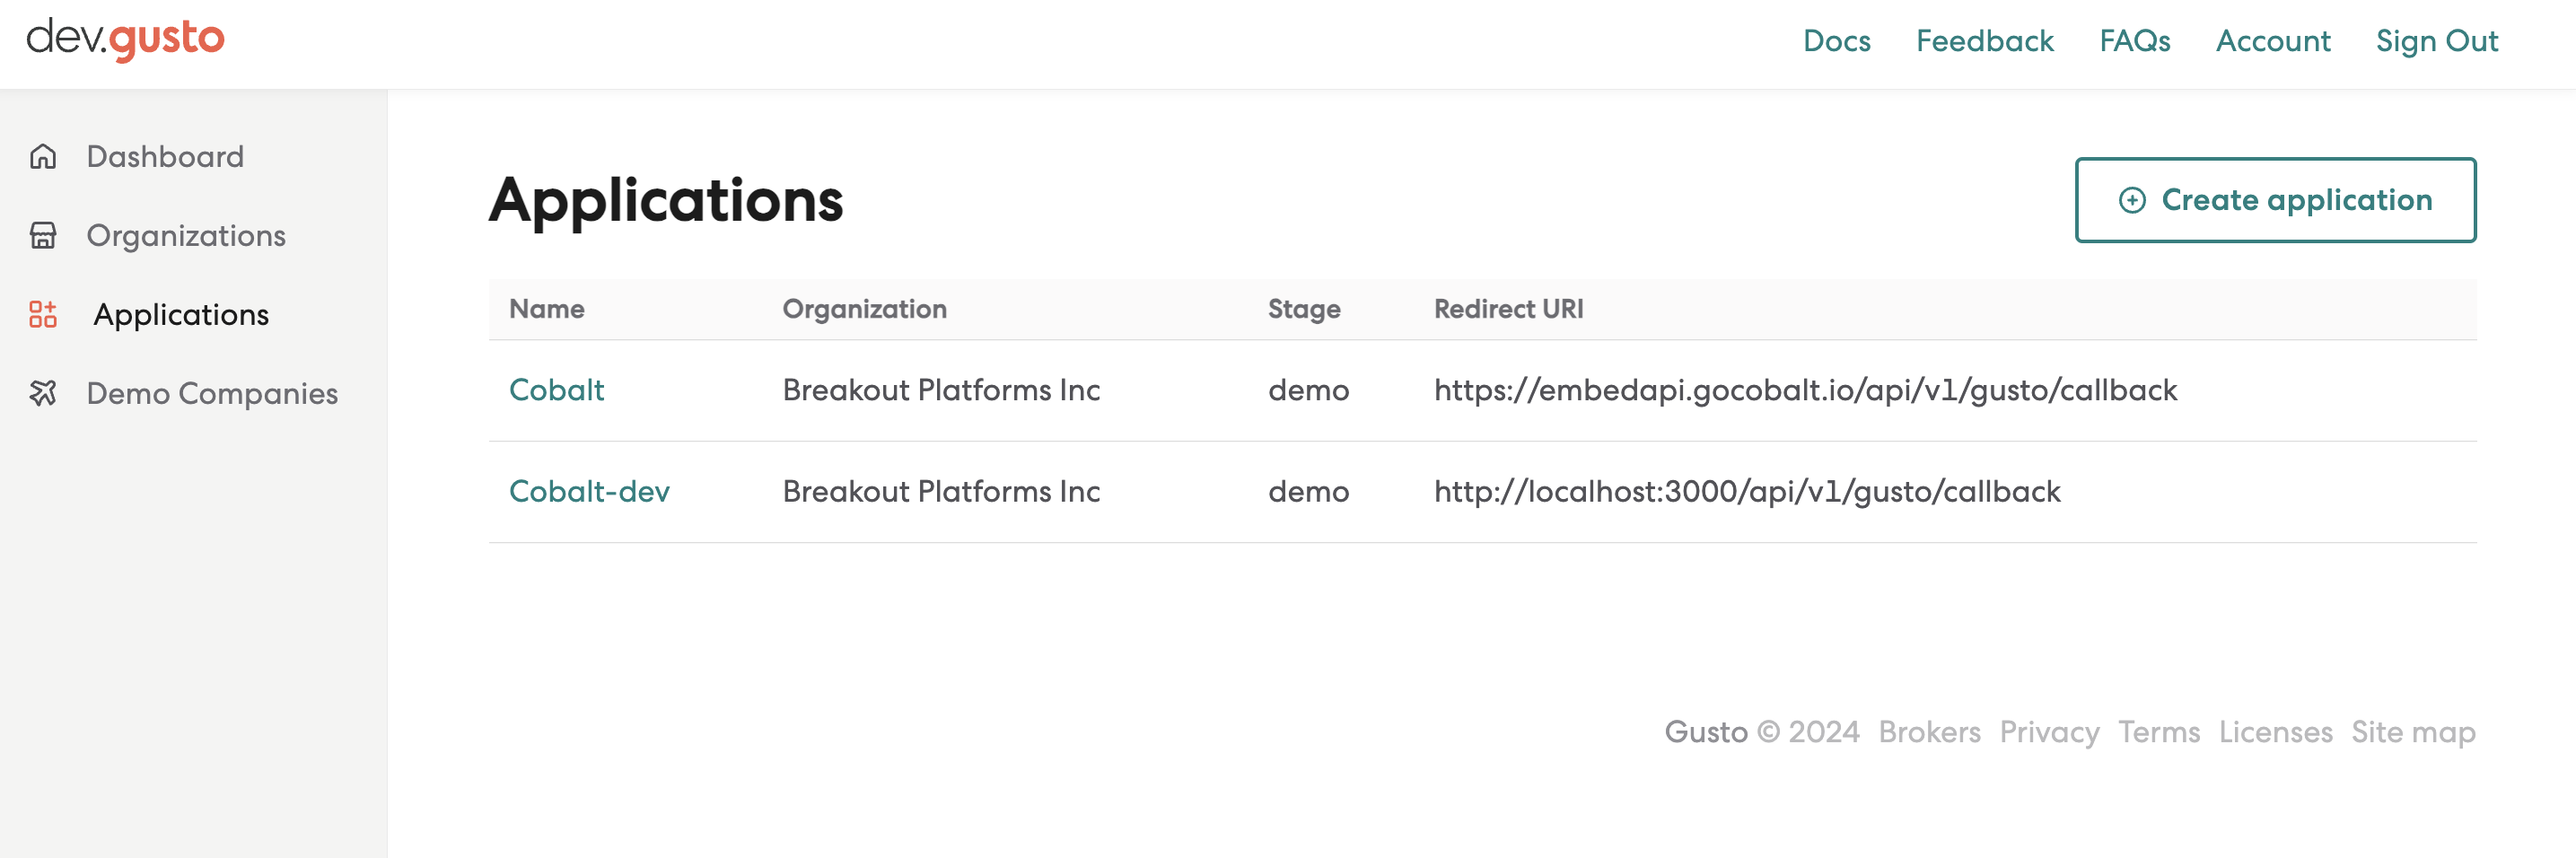 dev.gusto
Docs Feedback FAQs Account Sign Out
Dashboard
Organizations
Applications
Demo Companies
Applications
Create application
Name Organization Stage Redirect URI
Cobalt Breakout Platforms Inc demo https://embedapi.gocobalt.io/api/v1/gusto/callback
Cobalt-dev Breakout Platforms Inc demo http://localhost:3000/api/v1/gusto/callback
Gusto © 2024 Brokers Privacy Terms Licenses Site map